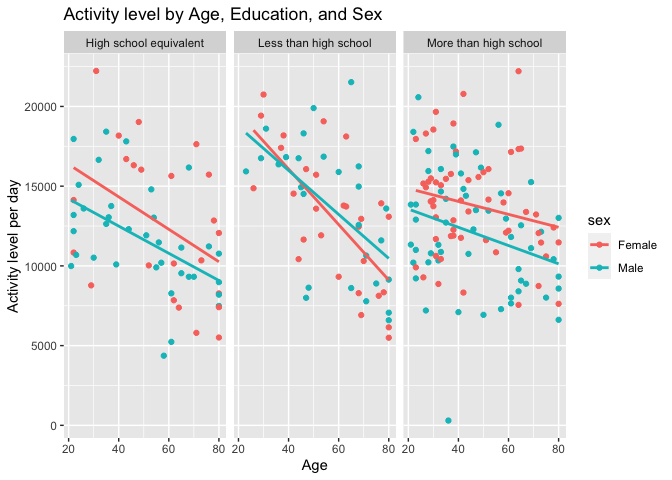 Activity level by Age, Education, and Sex
High school equivalent Less than high school More than high school
Activity level per day
20000
15000
10000
5000
0
20 40 60 80 20 40 60 80 20 40 60 80
Age
sex
Female
Male